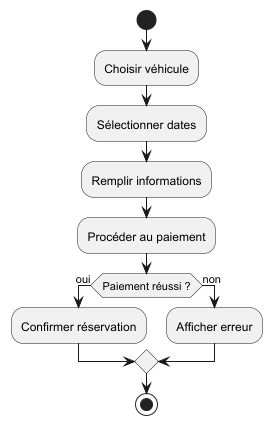 Choisir véhicule
Sélectionner dates
Remplir informations
Procéder au paiement
Paiement réussi ?
oui
non
Confirmer réservation
Afficher erreur